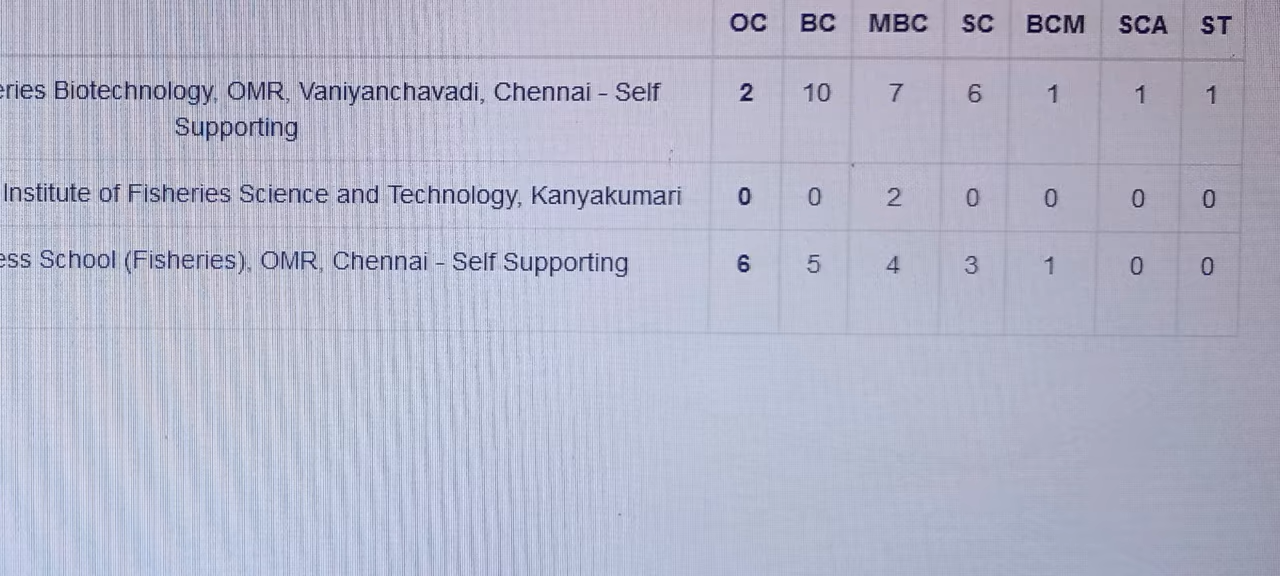 OC BC MBC SC BCM SCA ST
Biotechnology, OMR, Vaniyanchavadi, Chennai - Self 2 10 7 6 1 1 1
Supporting
Institute of Fisheries Science and Technology, Kanyakumari 0 0 2 0 0 0 0
School (Fisheries), OMR, Chennai - Self Supporting 6 5 4 3 1 0 0